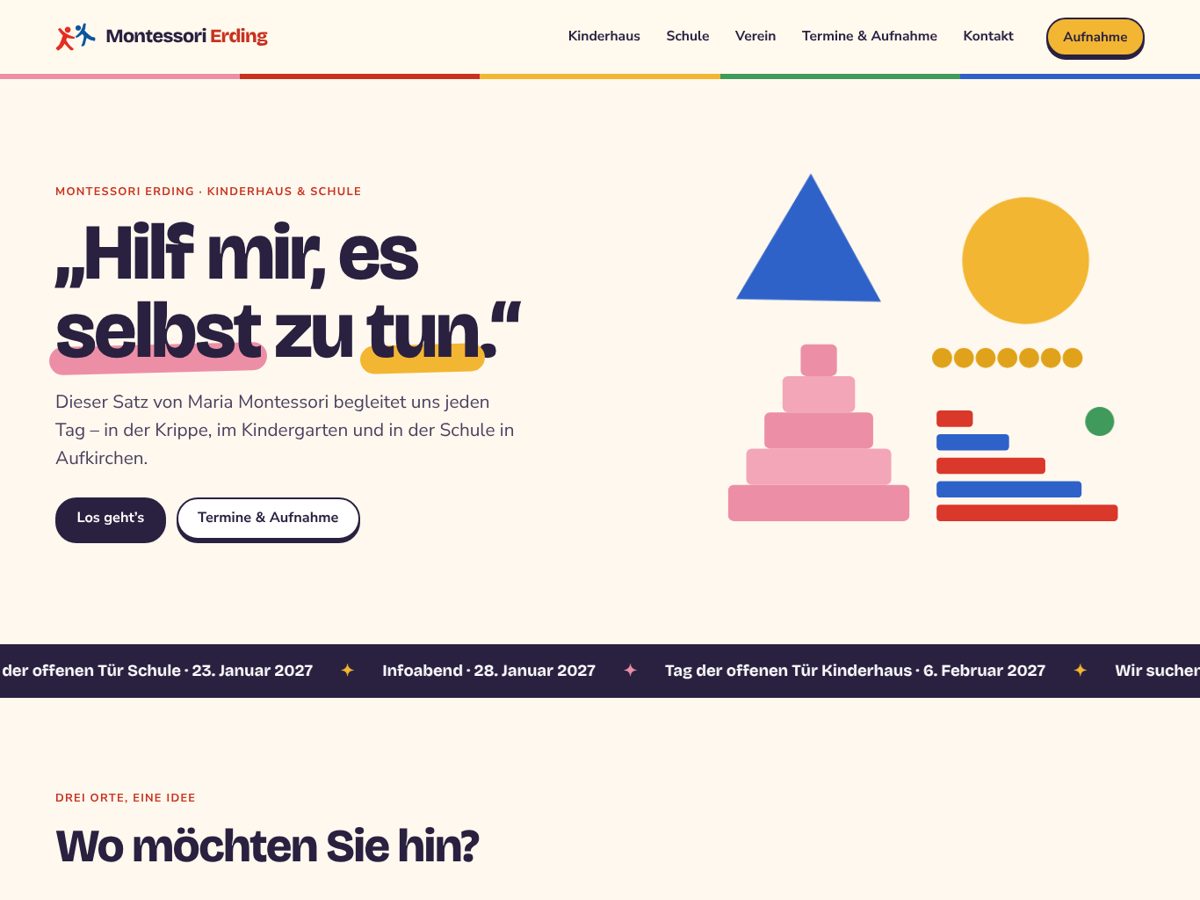 Montessori Erding
Kinderhaus
Schule
Verein
Termine & Aufnahme
Kontakt
Aufnahme
MONTESSORI ERDING · KINDERHAUS & SCHULE
„Hilf mir, es
selbst zu tun.“
Dieser Satz von Maria Montessori begleitet uns jeden
Tag – in der Krippe, im Kindergarten und in der Schule in
Aufkirchen.
Los geht’s
Termine & Aufnahme
der offenen Tür Schule · 23. Januar 2027 ✦ Infoabend · 28. Januar 2027 ✦ Tag der offenen Tür Kinderhaus · 6. Februar 2027 ✦ Wir suchen
DREI ORTE, EINE IDEE
Wo möchten Sie hin?